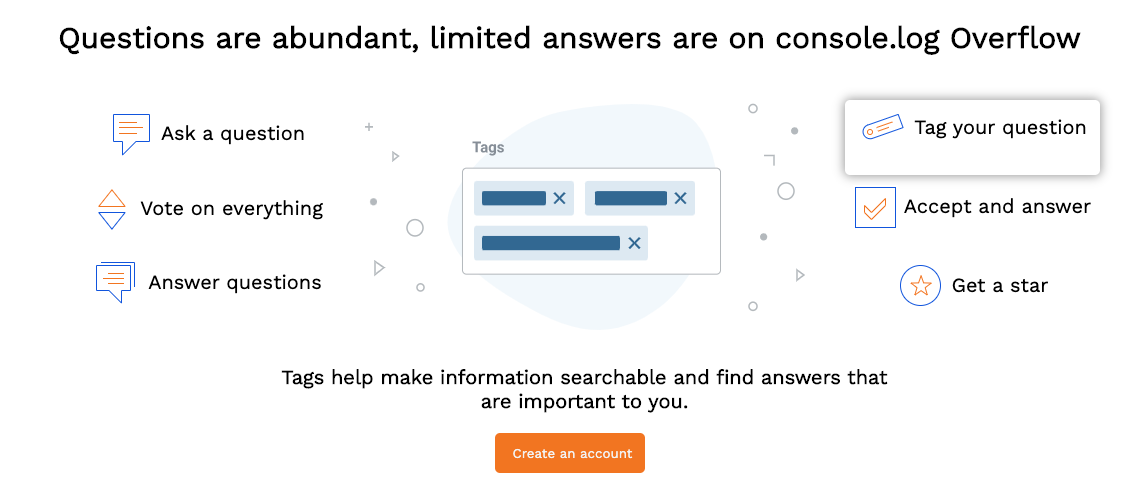 Questions are abundant, limited answers are on console.log Overflow
Ask a question
Vote on everything
Answer questions
Tags
Tag your question
Accept and answer
Get a star
Tags help make information searchable and find answers that
are important to you.
Create an account